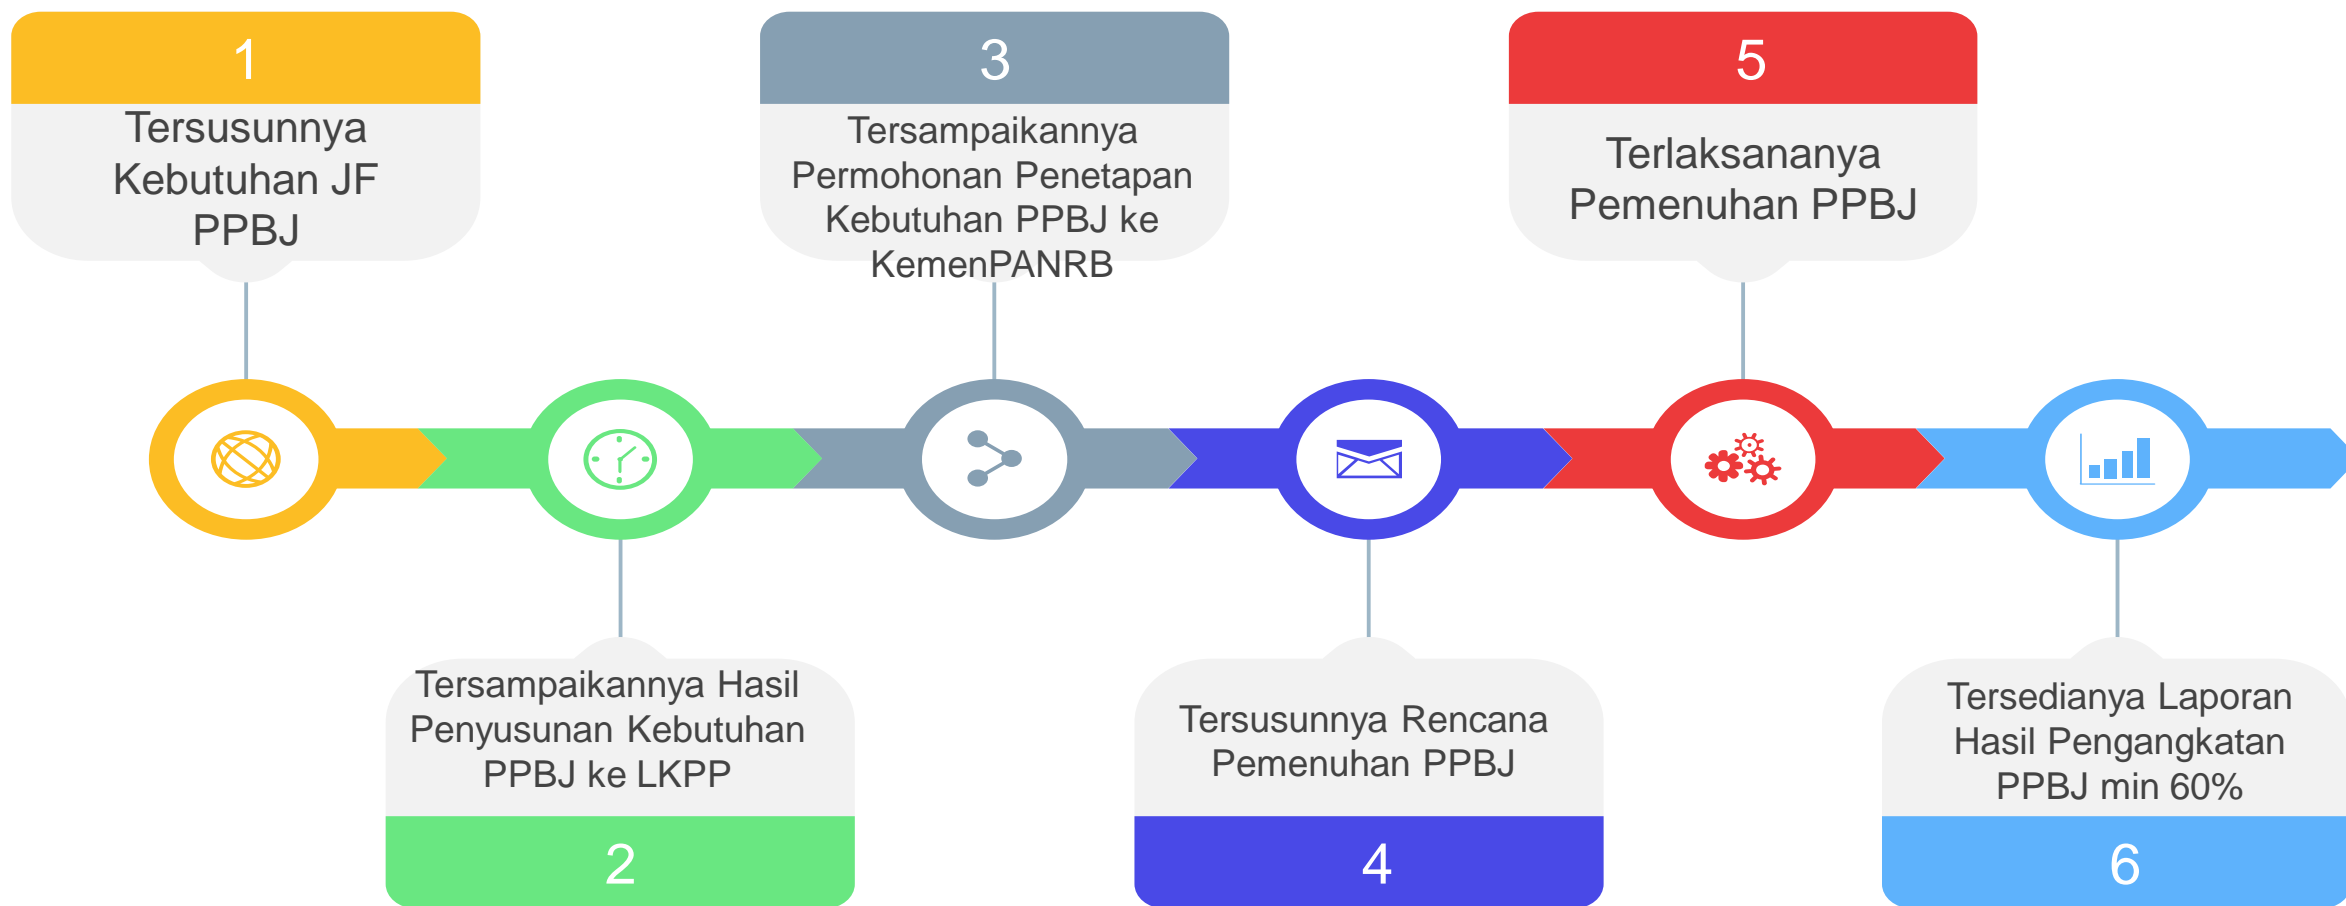 1
Tersusunnya
Kebutuhan JF
PPBJ
2
Tersampaikannya Hasil
Penyusunan Kebutuhan
PPBJ ke LKPP
3
Tersampaikannya
Permohonan Penetapan
Kebutuhan PPBJ ke
KemenPANRB
4
Tersusunnya Rencana
Pemenuhan PPBJ
5
Terlaksananya
Pemenuhan PPBJ
6
Tersedianya Laporan
Hasil Pengangkatan
PPBJ min 60%